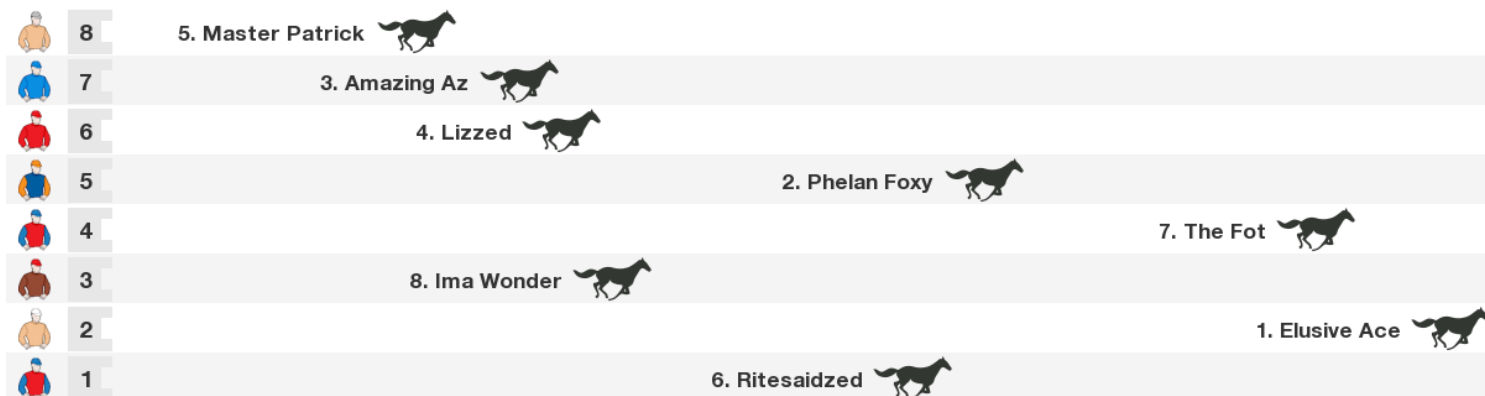 8 5. Master Patrick
7 3. Amazing Az
6 4. Lizzed
5 2. Phelan Foxy
4 7. The Fot
3 8. Ima Wonder
2 1. Elusive Ace
1 6. Ritesaidzed